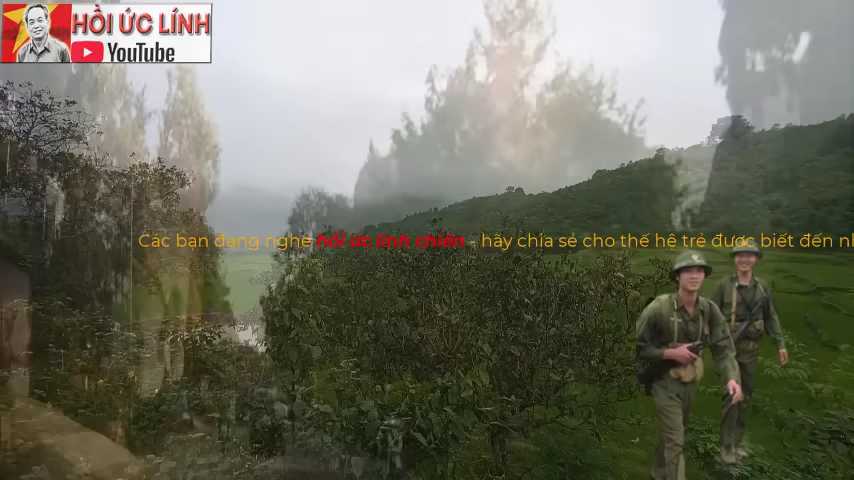 HỒI ỨC LÍNH
YouTube
Các bạn đang nghe hồi ức lính chiến - hãy chia sẻ cho thế hệ trẻ được biết đến